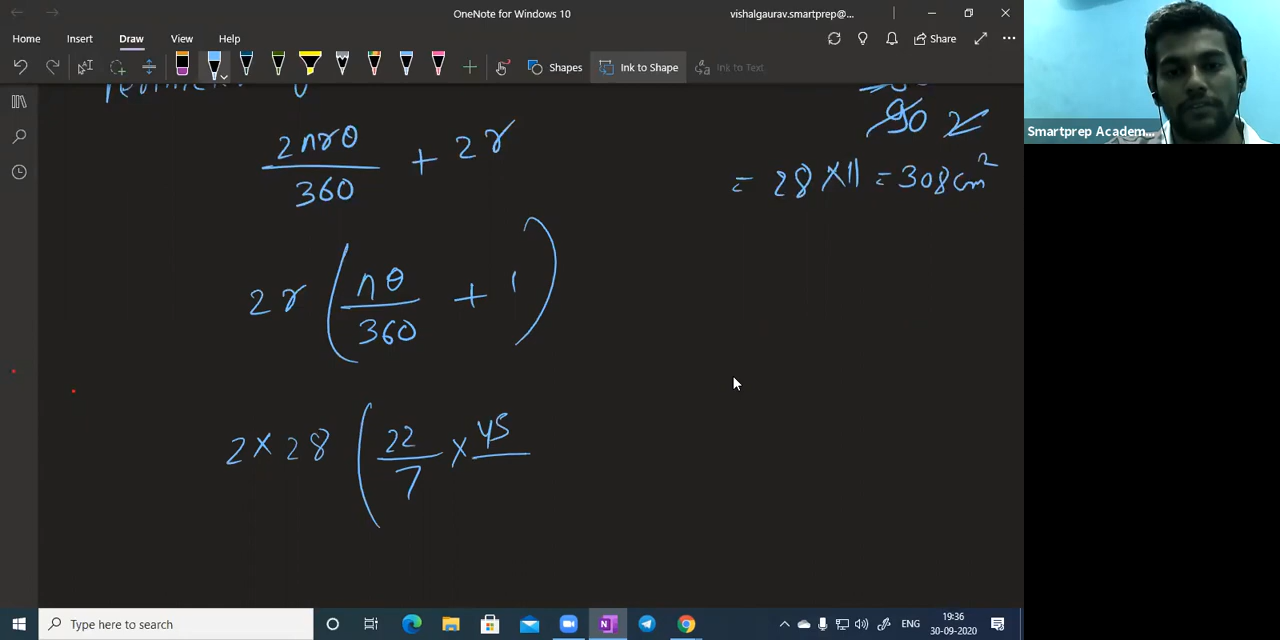 OneNote for Windows 10
vishalgaurav.smartprep@...
Home Insert Draw View Help
Share
Shapes
Ink to Shape
Ink to Text
Smartprep Academ...
90 2
= 28 × 11 = 308 cm²
2πrθ
360
+ 2r
2r ( πθ
360
+ 1 )
2 × 28 ( 22
7
× 45
Type here to search
ENG
19:36
30-09-2020